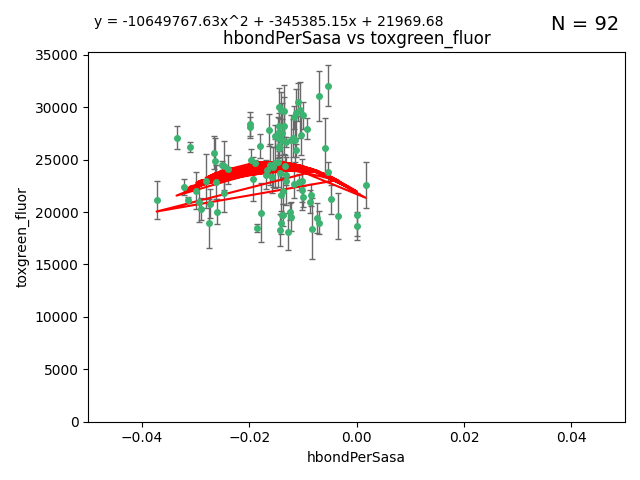 y = -10649767.63x^2 + -345385.15x + 21969.68
N = 92
hbondPerSasa vs toxgreen_fluor
35000
30000
25000
20000
15000
10000
5000
0
toxgreen_fluor
−0.04
−0.02
0.00
0.02
0.04
hbondPerSasa